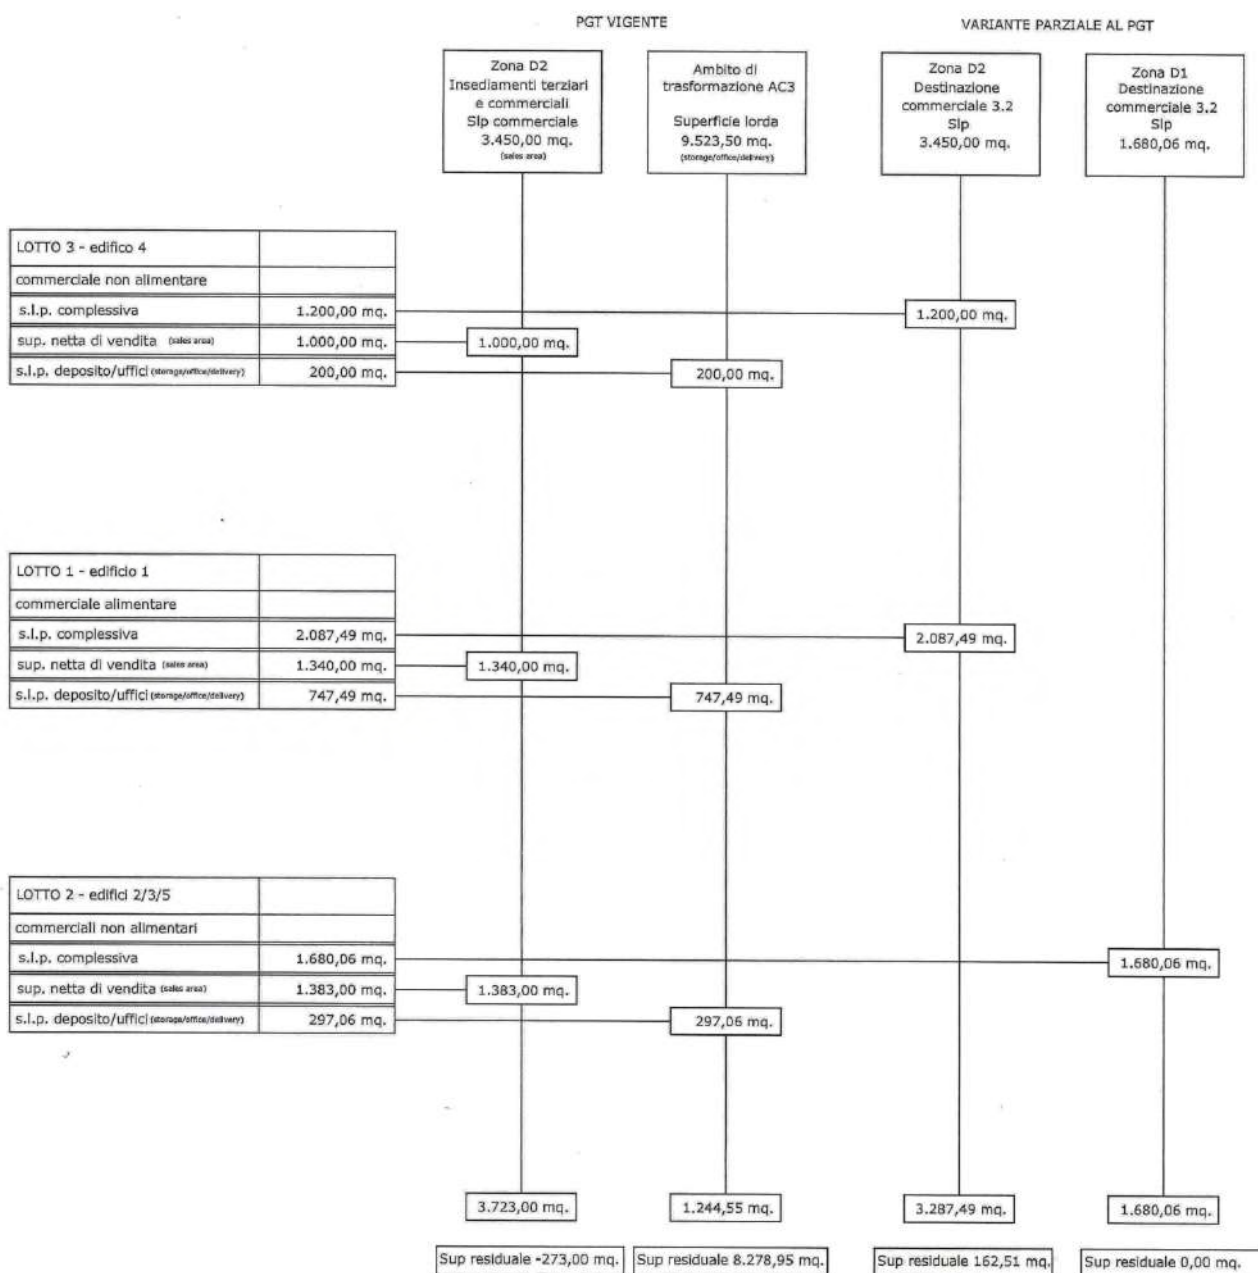 PGT VIGENTE
VARIANTE PARZIALE AL PGT
Zona D2
Insediamenti terziari
e commerciali
Slp commerciale
3.450,00 mq.
(sales area)
Ambito di
trasformazione AC3
Superficie lorda
9.523,50 mq.
(storage/office/delivery)
Zona D2
Destinazione
commerciale 3.2
Slp
3.450,00 mq.
Zona D1
Destinazione
commerciale 3.2
Slp
1.680,06 mq.
LOTTO 3 - edifico 4
commerciale non alimentare
s.l.p. complessiva 1.200,00 mq. 1.200,00 mq.
sup. netta di vendita (sales area) 1.000,00 mq. 1.000,00 mq.
s.l.p. deposito/uffici (storage/office/delivery) 200,00 mq. 200,00 mq.
LOTTO 1 - edificio 1
commerciale alimentare
s.l.p. complessiva 2.087,49 mq. 2.087,49 mq.
sup. netta di vendita (sales area) 1.340,00 mq. 1.340,00 mq.
s.l.p. deposito/uffici (storage/office/delivery) 747,49 mq. 747,49 mq.
LOTTO 2 - edifici 2/3/5
commerciali non alimentari
s.l.p. complessiva 1.680,06 mq. 1.680,06 mq.
sup. netta di vendita (sales area) 1.383,00 mq. 1.383,00 mq.
s.l.p. deposito/uffici (storage/office/delivery) 297,06 mq. 297,06 mq.
3.723,00 mq. 1.244,55 mq. 3.287,49 mq. 1.680,06 mq.
Sup residuale -273,00 mq. Sup residuale 8.278,95 mq. Sup residuale 162,51 mq. Sup residuale 0,00 mq.